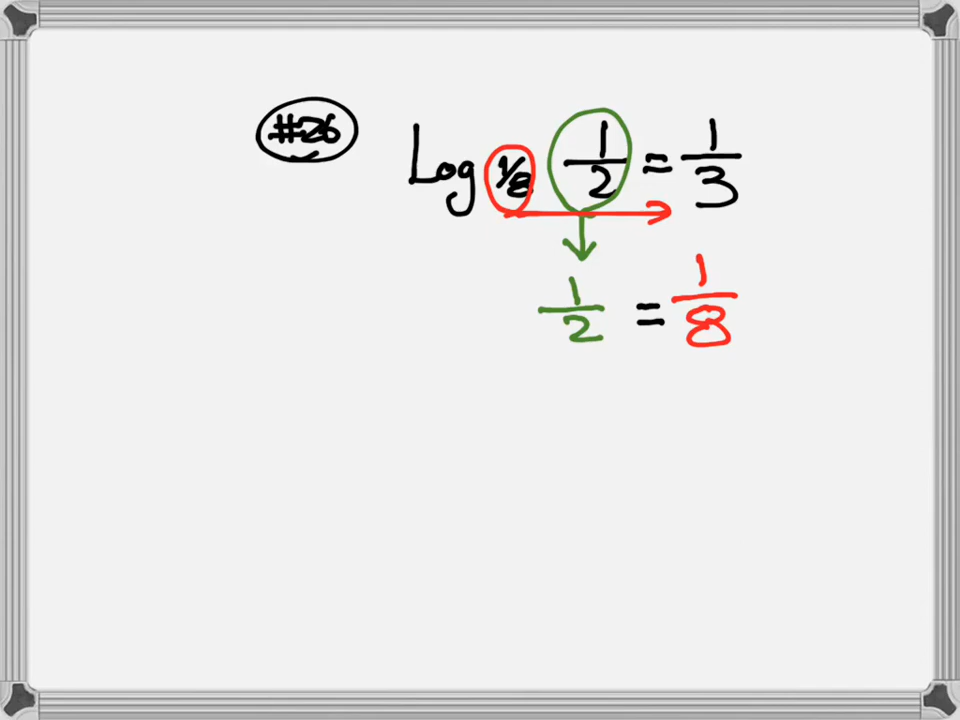 #26
Log 1/8 1/2 = 1/3
1/2 = 1/8